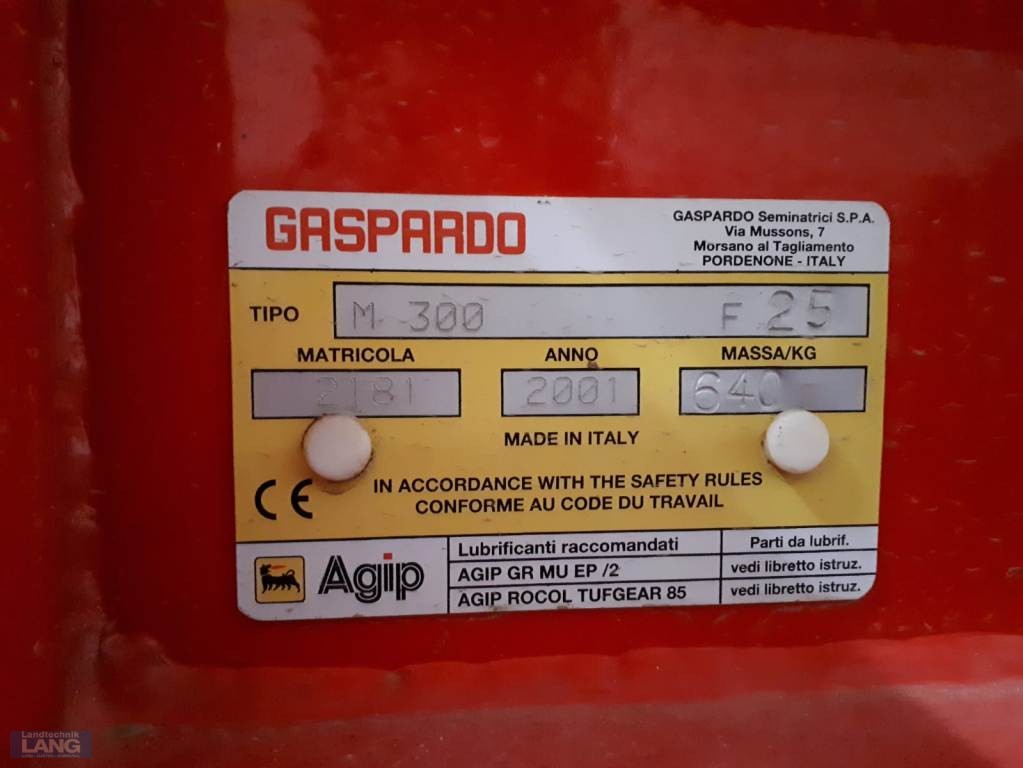 GASPARDO
GASPARDO Seminatrici S.P.A.
Via Mussons, 7
Morsano al Tagliamento
PORDENONE - ITALY
TIPO M 300 F 25
MATRICOLA ANNO MASSA/KG
2181 2001 640
MADE IN ITALY
CE IN ACCORDANCE WITH THE SAFETY RULES
CONFORME AU CODE DU TRAVAIL
Agip
Lubrificanti raccomandati Parti da lubrif.
AGIP GR MU EP /2 vedi libretto istruz.
AGIP ROCOL TUFGEAR 85 vedi libretto istruz.
Landtechnik
LANG